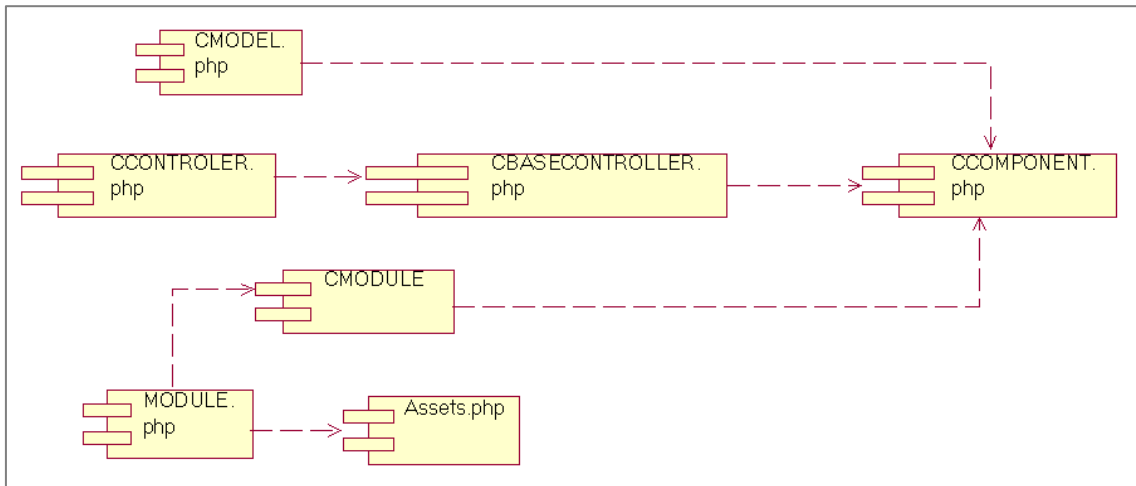 CMODEL.
php
CCONTROLER.
php
CBASECONTROLLER.
php
CCOMPONENT.
php
CMODULE
MODULE.
php
Assets.php